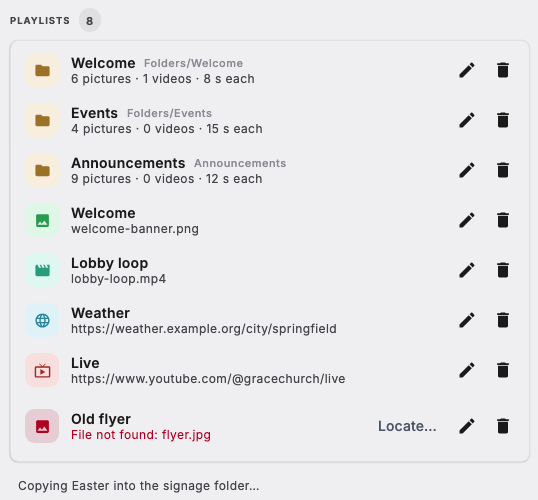 PLAYLISTS 8
Welcome Folders/Welcome
6 pictures · 1 videos · 8 s each
Events Folders/Events
4 pictures · 0 videos · 15 s each
Announcements Announcements
9 pictures · 0 videos · 12 s each
Welcome
welcome-banner.png
Lobby loop
lobby-loop.mp4
Weather
https://weather.example.org/city/springfield
Live
https://www.youtube.com/@gracechurch/live
Old flyer
File not found: flyer.jpg
Locate...
Copying Easter into the signage folder...